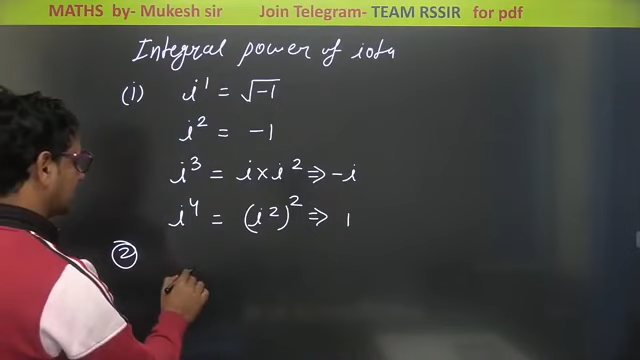 MATHS by- Mukesh sir Join Telegram- TEAM RSSIR for pdf
Integral power of iota
(i) i¹ = √-1
i² = -1
i³ = i × i² ⇒ -i
i⁴ = (i²)² ⇒ 1
②